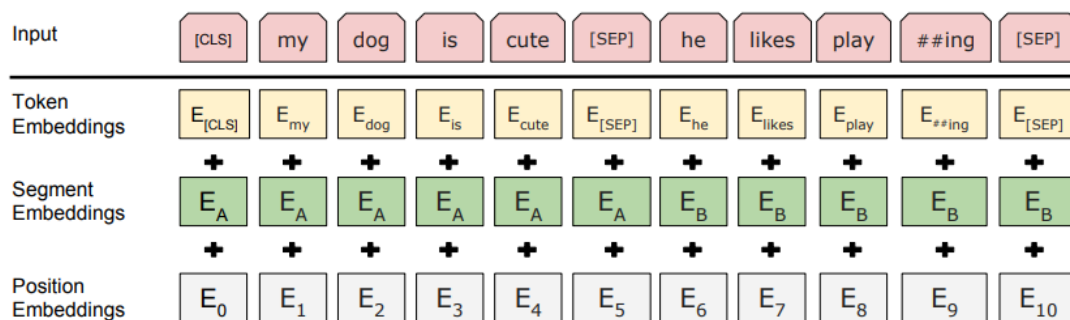 Input [CLS] my dog is cute [SEP] he likes play ##ing [SEP]
Token Embeddings E[CLS] Emy Edog Eis Ecute E[SEP] Ehe Elikes Eplay E##ing E[SEP]
+ + + + + + + + + + +
Segment Embeddings EA EA EA EA EA EA EB EB EB EB EB
+ + + + + + + + + + +
Position Embeddings E0 E1 E2 E3 E4 E5 E6 E7 E8 E9 E10